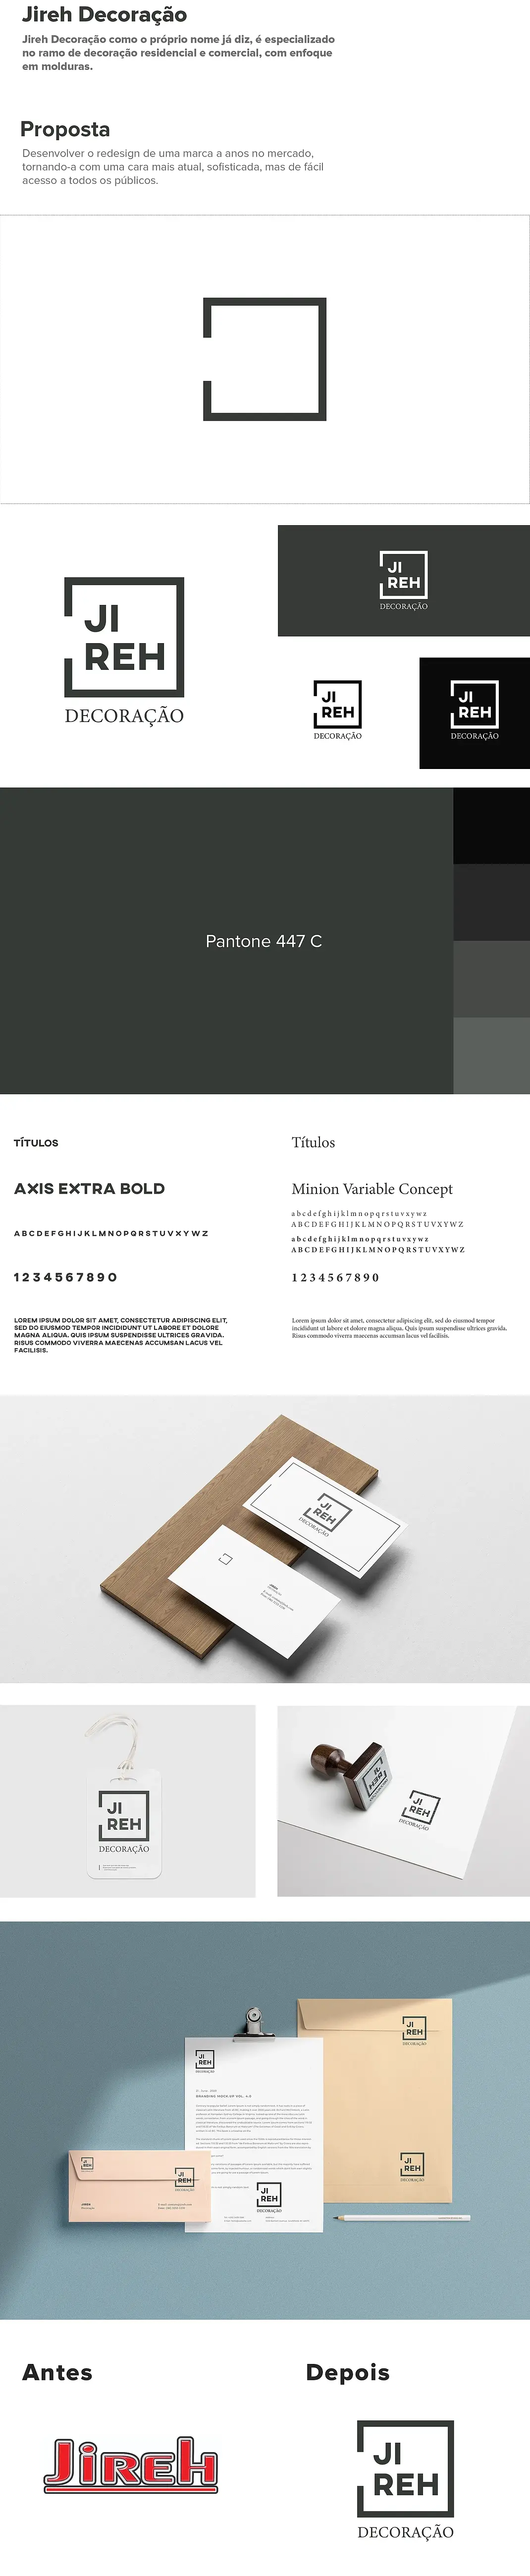 Jireh Decoração
Jireh Decoração como o próprio nome já diz, é especializado
no ramo de decoração residencial e comercial, com enfoque
em molduras.
Proposta
Desenvolver o redesign de uma marca a anos no mercado,
tornando-a com uma cara mais atual, sofisticada, mas de fácil
acesso a todos os públicos.
JI
REH
DECORAÇÃO
JI
REH
DECORAÇÃO
JI
REH
DECORAÇÃO
JI
REH
DECORAÇÃO
Pantone 447 C
TÍTULOS
AXIS EXTRA BOLD
ABCDEFGHIJKLMNOPQRSTUVXYWZ
1234567890
LOREM IPSUM DOLOR SIT AMET, CONSECTETUR ADIPISCING ELIT,
SED DO EIUSMOD TEMPOR INCIDIDUNT UT LABORE ET DOLORE
MAGNA ALIQUA. QUIS IPSUM SUSPENDISSE ULTRICES GRAVIDA.
RISUS COMMODO VIVERRA MAECENAS ACCUMSAN LACUS VEL
FACILISIS.
Títulos
Minion Variable Concept
abcdefghijklmnopqrstuvxywz
ABCDEFGHIJKLMNOPQRSTUVXYWZ
abcdefghijklmnopqrstuvxywz
ABCDEFGHIJKLMNOPQRSTUVXYWZ
1234567890
Lorem ipsum dolor sit amet, consectetur adipiscing elit, sed do eiusmod tempor
incididunt ut labore et dolore magna aliqua. Quis ipsum suspendisse ultrices gravida.
Risus commodo viverra maecenas accumsan lacus vel facilisis.
JI
REH
DECORAÇÃO
JI
REH
DECORAÇÃO
JI
REH
JI
REH
DECORAÇÃO
JI
REH
DECORAÇÃO
JI
REH
BRANDING MOCKUP VOL.
JI
REH
DECORAÇÃO
JI
REH
JI
REH
JIREH
JI
REH
DECORAÇÃO
Antes
Depois
JIREH
JI
REH
DECORAÇÃO